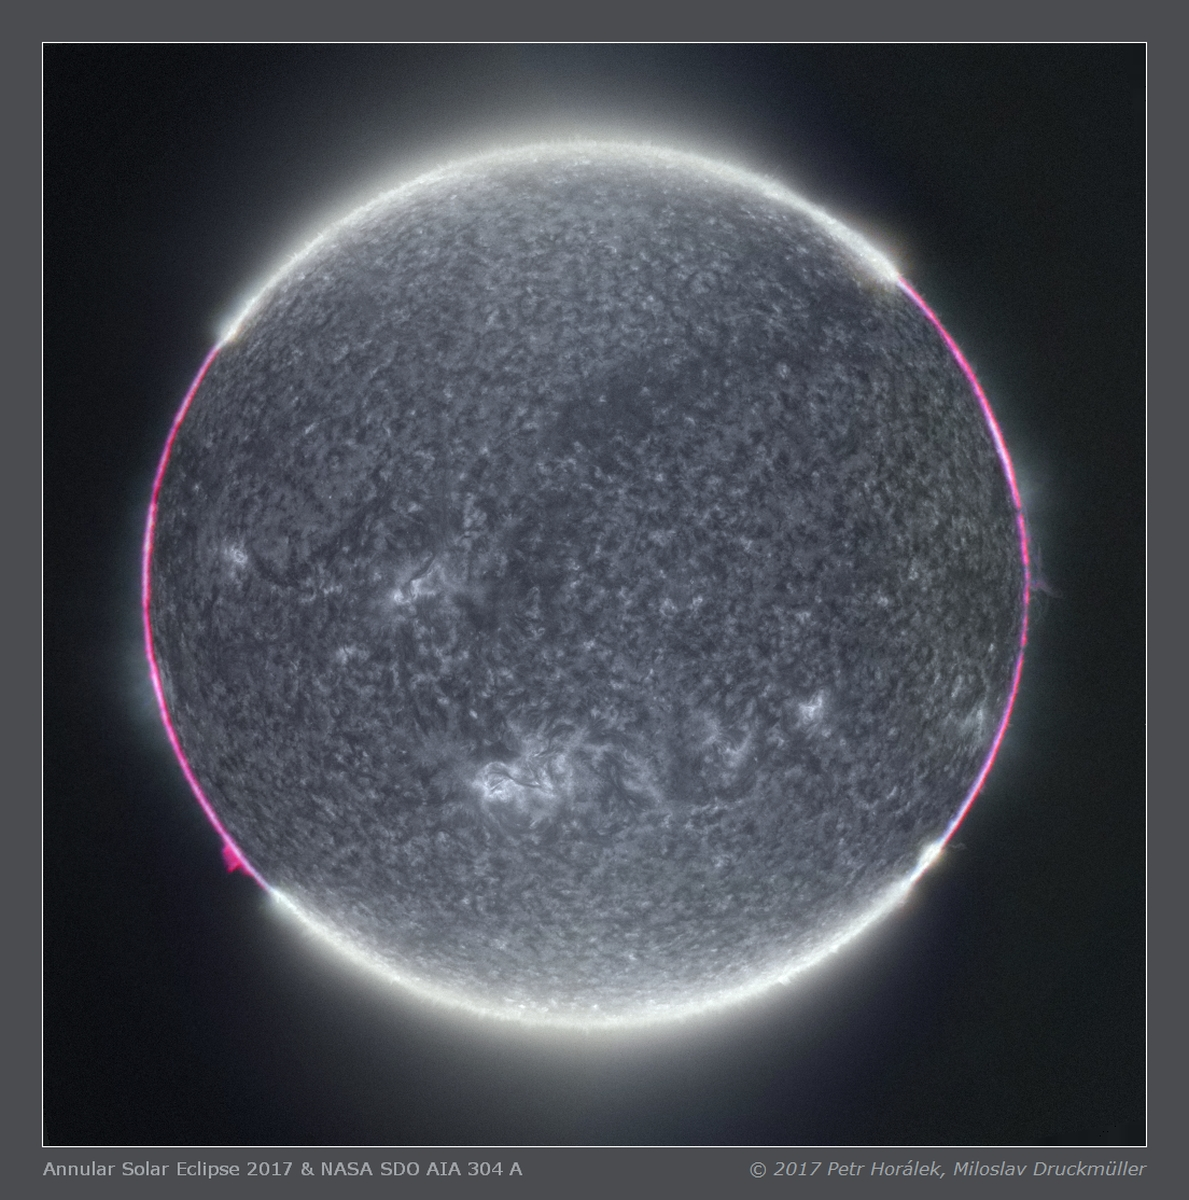 Annular Solar Eclipse 2017 & NASA SDO AIA 304 A
© 2017 Petr Horálek, Miloslav Druckmüller